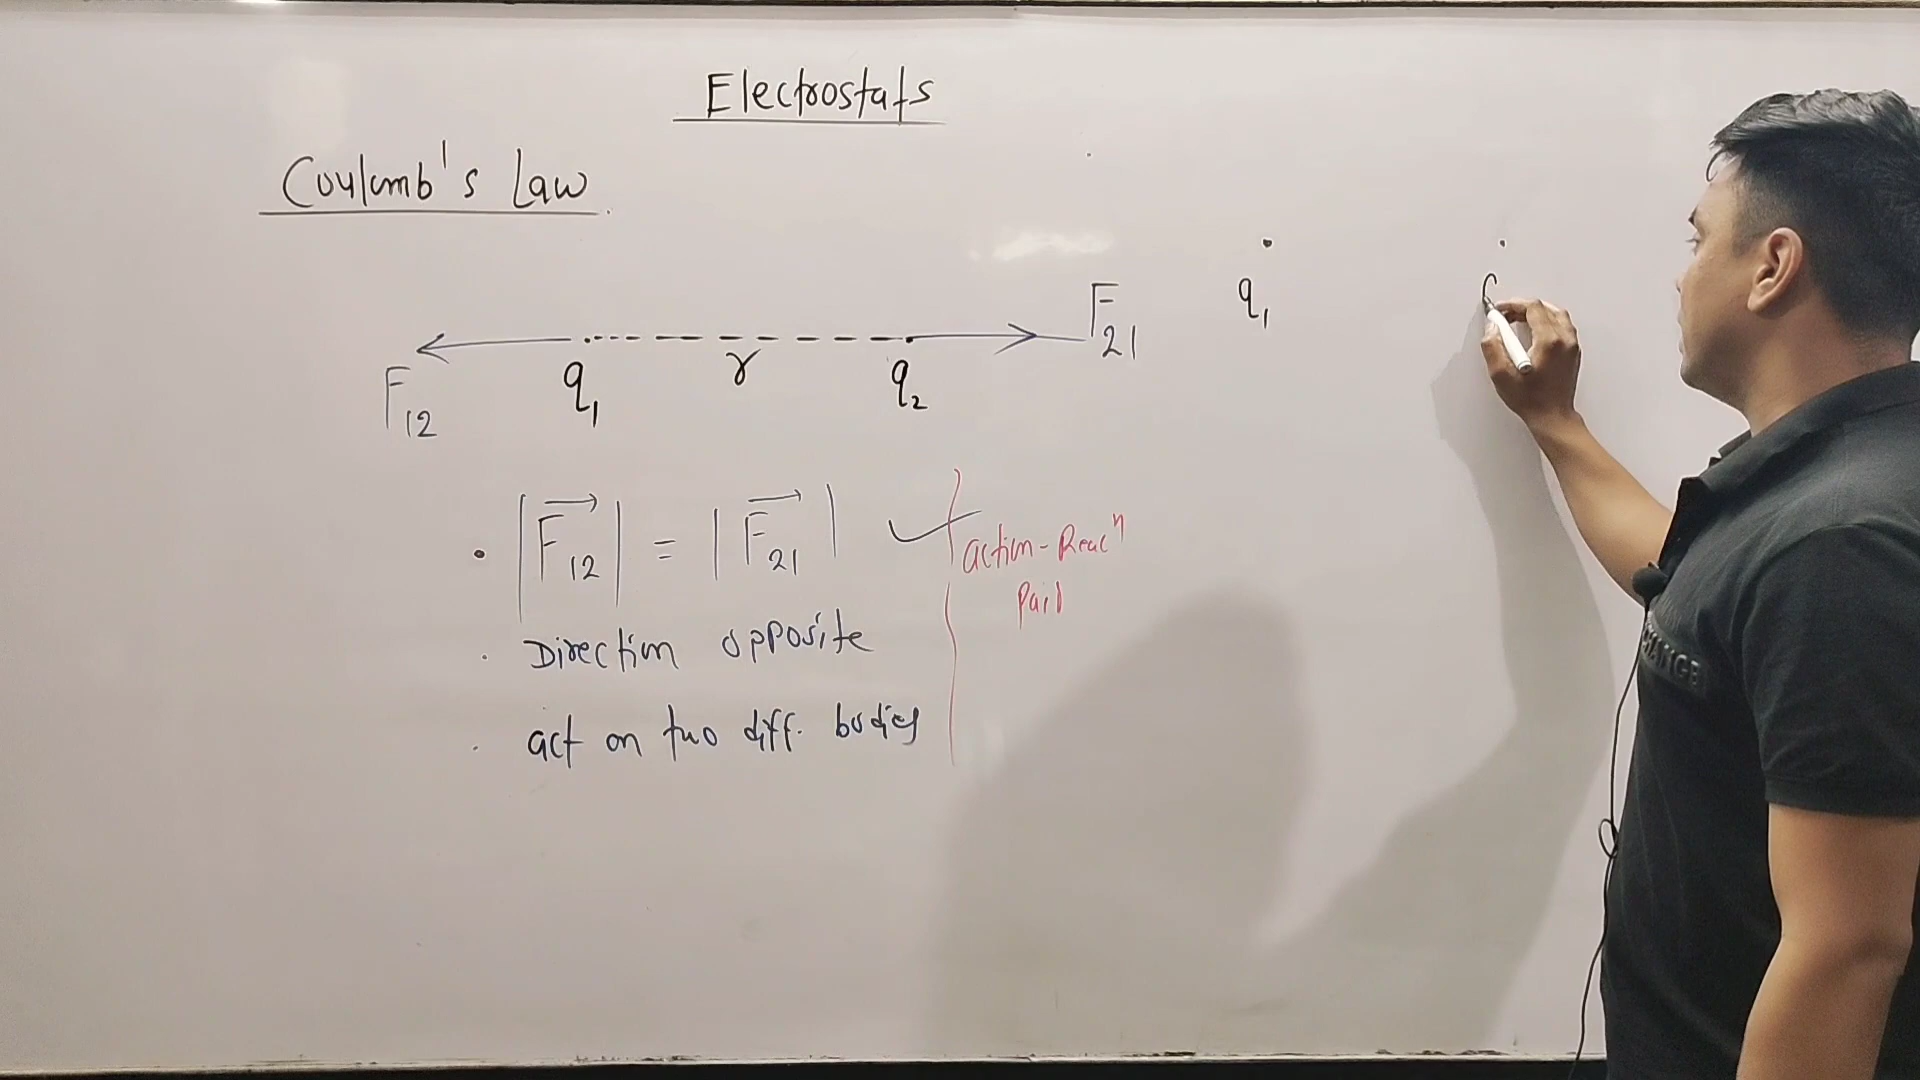 Electrostats
Coulomb's Law
F12 q1 r q2 F21
q1
|F12| = |F21| action-Reacn
Pair
Direction opposite
act on two diff. bodies